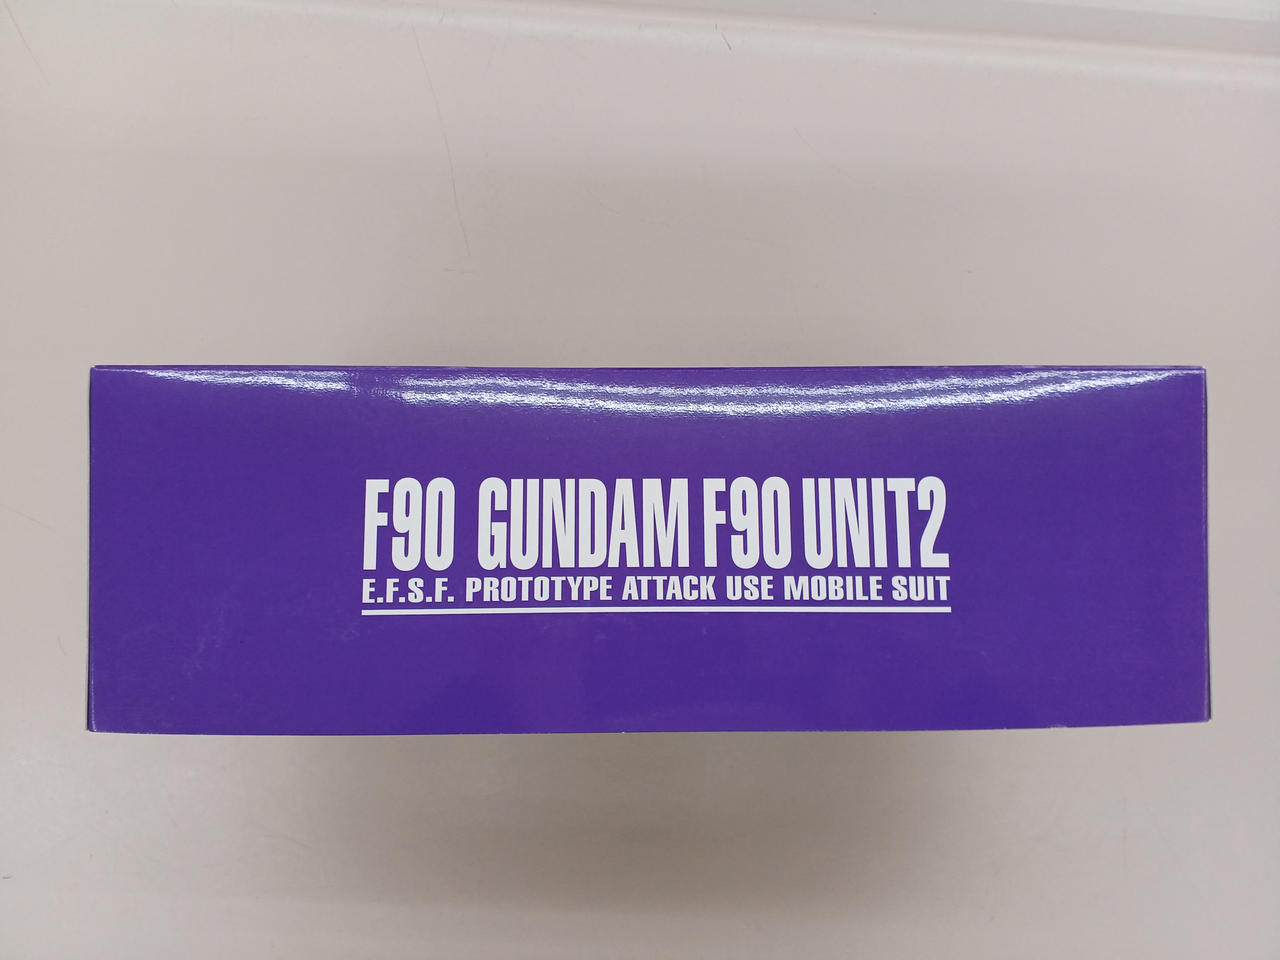 F90 GUNDAM F90 UNIT2
E.F.S.F. PROTOTYPE ATTACK USE MOBILE SUIT